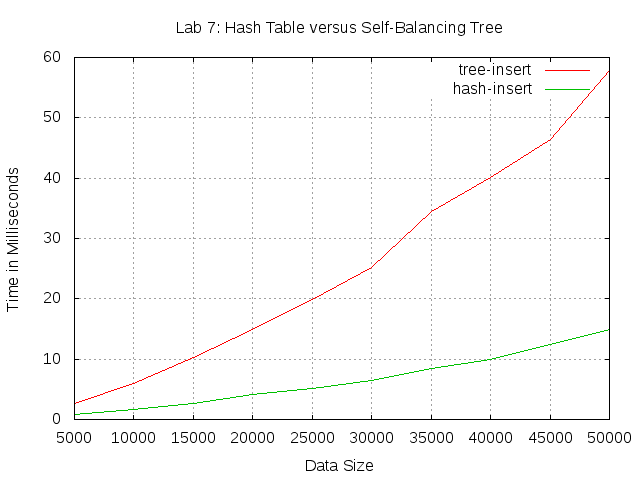 Lab 7: Hash Table versus Self-Balancing Tree
60
50
40
30
20
10
0
Time in Milliseconds
tree-insert
hash-insert
5000 10000 15000 20000 25000 30000 35000 40000 45000 50000
Data Size